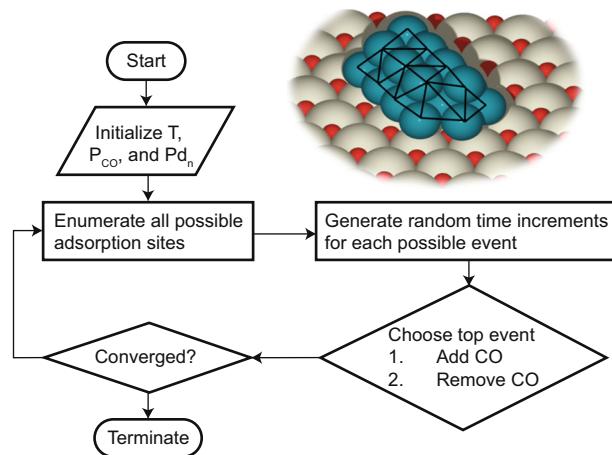 Start
Initialize T,
P_CO, and Pd_n
Enumerate all possible
adsorption sites
Generate random time increments
for each possible event
Choose top event
1. Add CO
2. Remove CO
Converged?
Terminate